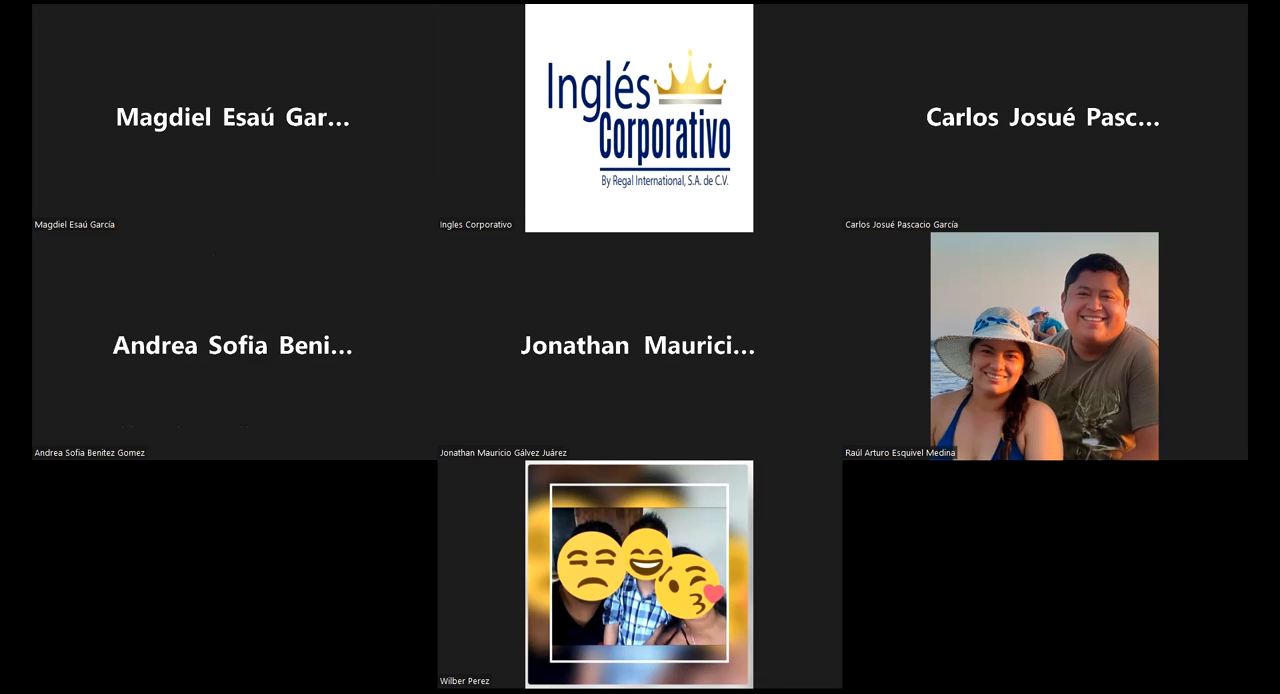 Magdiel Esaú Gar...
Magdiel Esaú García
Inglés
Corporativo
By Regal International, S.A. de C.V.
Ingles Corporativo
Carlos Josué Pasc...
Carlos Josué Pascacio García
Andrea Sofia Beni...
Andrea Sofia Benitez Gomez
Jonathan Maurici...
Jonathan Mauricio Gálvez Juárez
Raúl Arturo Esquivel Medina
Wilber Perez